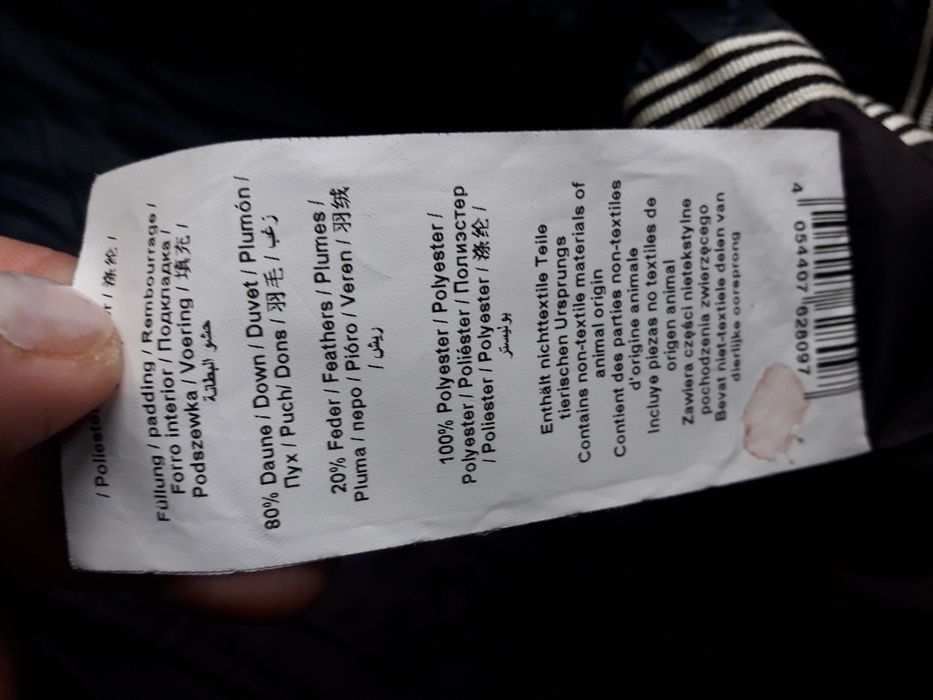 / Polieste r / 涤纶 /
Füllung / padding / Rembourrage /
Forro interior / Подкладка /
Podszewka / Voering / 填充 /
حشو البطانة
80% Daune / Down / Duvet / Plumón /
Пух / Puch/ Dons / 羽毛 / زغب
20% Feder / Feathers / Plumes /
Pluma / перо / Pióro / Veren / 羽绒
/ ريش
100% Polyester / Polyester /
Polyester / Poliéster / Полиэстер
/ Poliester / Polyester / 涤纶 /
بوليستر
Enthält nichttextile Teile
tierischen Ursprungs
Contains non-textile materials of
animal origin
Contient des parties non-textiles
d'origine animale
Incluye piezas no textiles de
origen animal
Zawiera części nietekstylne
pochodzenia zwierzęcego
Bevat niet-textiele delen van
dierlijke oorsprong
4 054407 628097